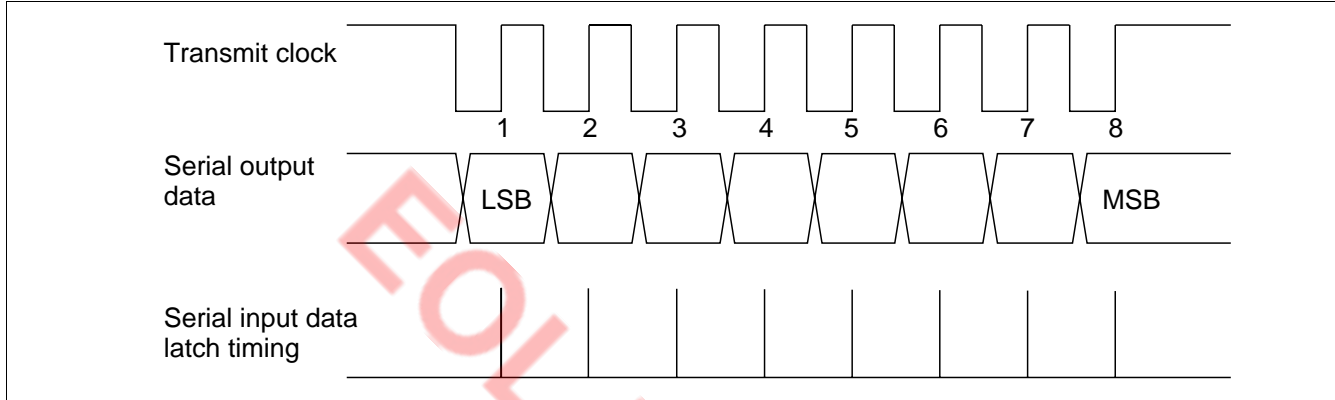 Transmit clock
1 2 3 4 5 6 7 8
Serial output
data
LSB
MSB
Serial input data
latch timing
EOL